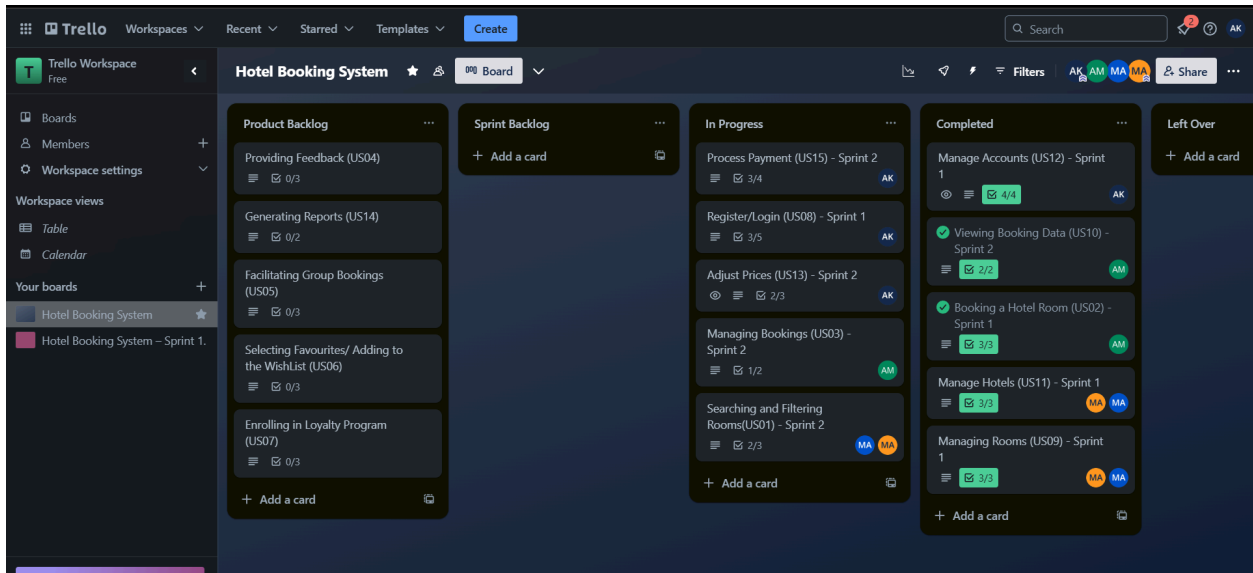 Trello
Workspaces
Recent
Starred
Templates
Create
Search
2
AK
T
Trello Workspace
Free
Hotel Booking System
Board
Filters
AK
AM
MA
MA
Share
Boards
Members
Workspace settings
Workspace views
Table
Calendar
Your boards
Hotel Booking System
Hotel Booking System – Sprint 1.
Product Backlog
Providing Feedback (US04)
0/3
Generating Reports (US14)
0/2
Facilitating Group Bookings
(US05)
0/3
Selecting Favourites/ Adding to
the WishList (US06)
0/3
Enrolling in Loyalty Program
(US07)
0/3
Add a card
Sprint Backlog
Add a card
In Progress
Process Payment (US15) - Sprint 2
3/4
AK
Register/Login (US08) - Sprint 1
3/5
AK
Adjust Prices (US13) - Sprint 2
2/3
AK
Managing Bookings (US03) -
Sprint 2
1/2
AM
Searching and Filtering
Rooms(US01) - Sprint 2
2/3
MA MA
Add a card
Completed
Manage Accounts (US12) - Sprint
1
4/4
AK
Viewing Booking Data (US10) -
Sprint 2
2/2
AM
Booking a Hotel Room (US02) -
Sprint 1
3/3
AM
Manage Hotels (US11) - Sprint 1
3/3
MA MA
Managing Rooms (US09) - Sprint
1
3/3
MA MA
Add a card
Left Over
Add a card